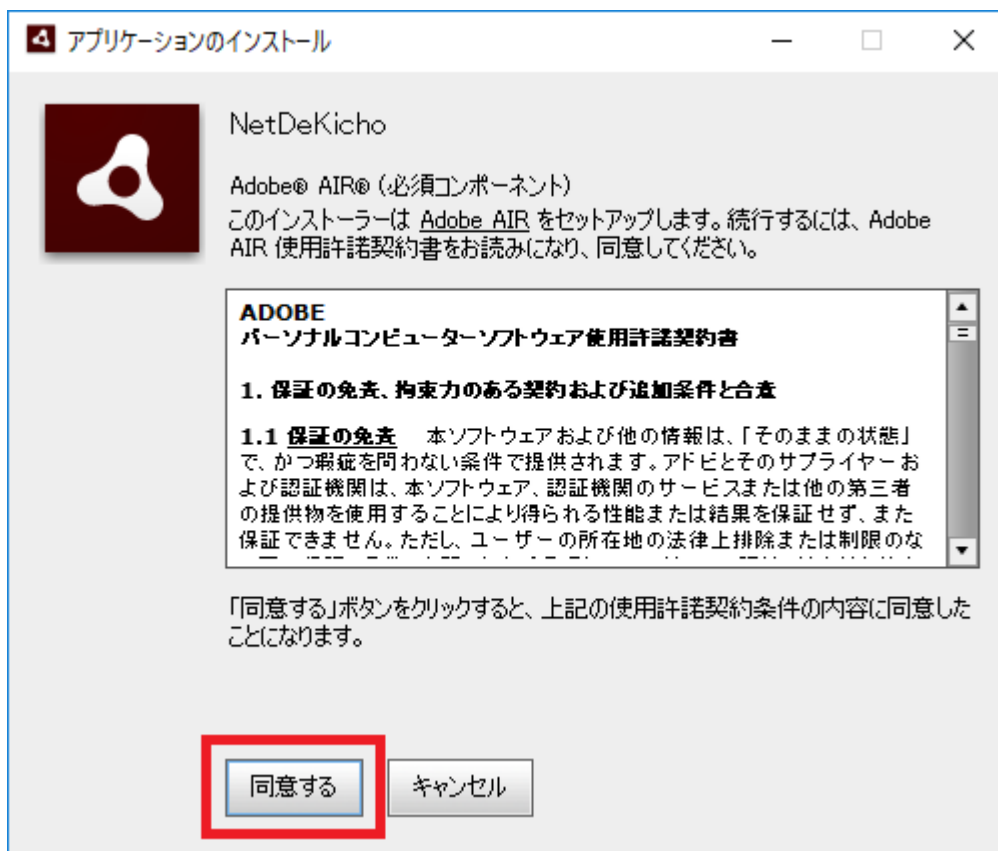 アプリケーションのインストール
NetDeKicho
Adobe® AIR® (必須コンポーネント)
このインストーラーは Adobe AIR をセットアップします。続行するには、Adobe
AIR 使用許諾契約書をお読みになり、同意してください。
ADOBE
パーソナルコンピューターソフトウェア使用許諾契約書
1. 保証の免責、拘束力のある契約および追加条件と合意
1.1 保証の免責 本ソフトウェアおよび他の情報は、「そのままの状態」
で、かつ瑕疵を問わない条件で提供されます。アドビとそのサプライヤーお
よび認証機関は、本ソフトウェア、認証機関のサービスまたは他の第三者
の提供物を使用することにより得られる性能または結果を保証せず、また
保証できません。ただし、ユーザーの所在地の法律上排除または制限のな
「同意する」ボタンをクリックすると、上記の使用許諾契約条件の内容に同意した
ことになります。
同意する
キャンセル